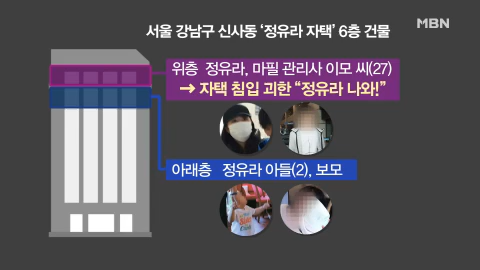 MBN
서울 강남구 신사동 ‘정유라 자택’ 6층 건물
위층 정유라, 마필 관리사 이모 씨(27)
→ 자택 침입 괴한 “정유라 나와!”
아래층 정유라 아들(2), 보모